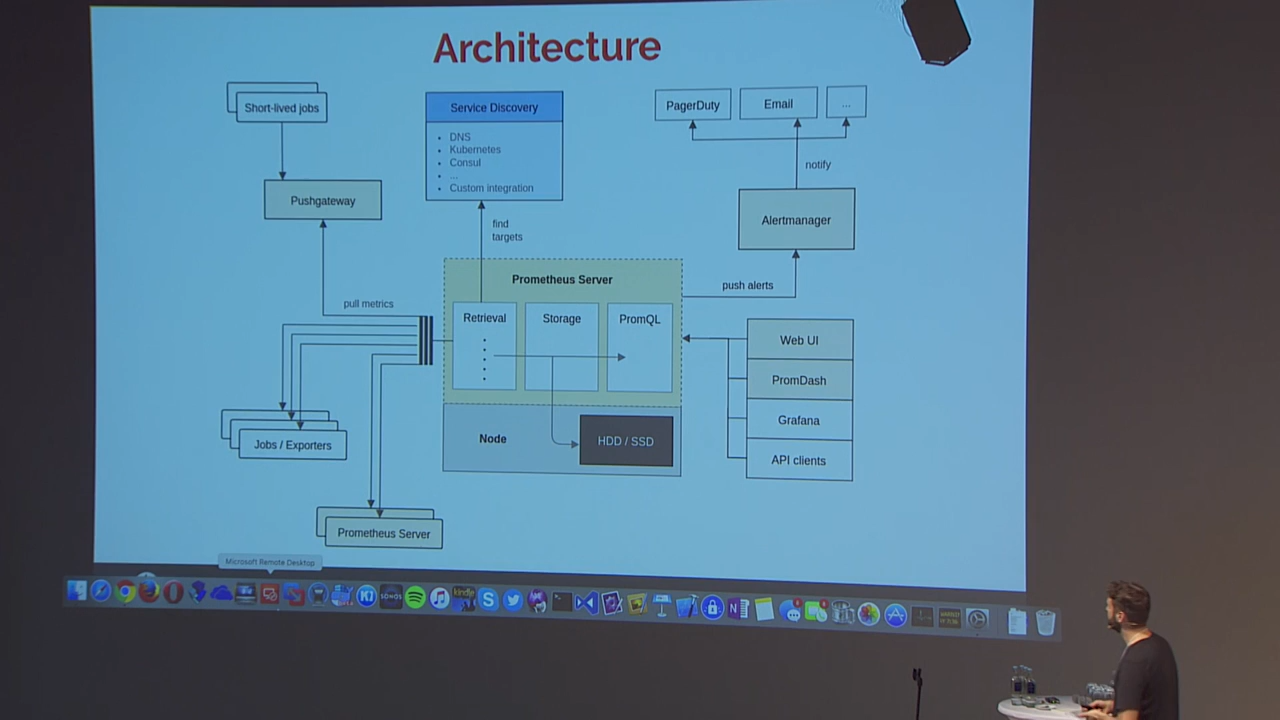 Architecture
Short-lived jobs
Service Discovery
DNS
Kubernetes
Consul
...
Custom integration
PagerDuty
Email
...
notify
Pushgateway
Alertmanager
find
targets
push alerts
pull metrics
Prometheus Server
Retrieval
Storage
PromQL
Web UI
PromDash
Grafana
API clients
Node
HDD / SSD
Jobs / Exporters
Prometheus Server
Microsoft Remote Desktop
SONOS
kindle